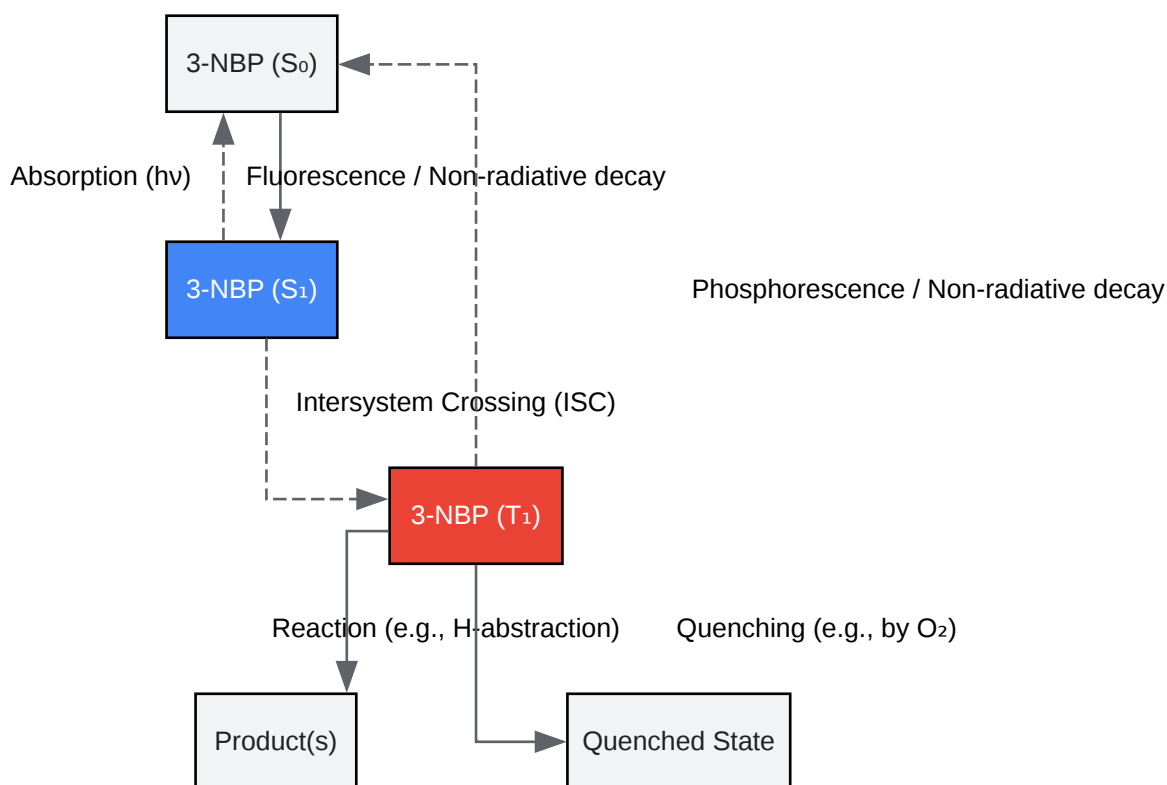 3-NBP (S₀)
Absorption (hν)
Fluorescence / Non-radiative decay
3-NBP (S₁)
Phosphorescence / Non-radiative decay
Intersystem Crossing (ISC)
3-NBP (T₁)
Reaction (e.g., H-abstraction)
Quenching (e.g., by O₂)
Product(s)
Quenched State